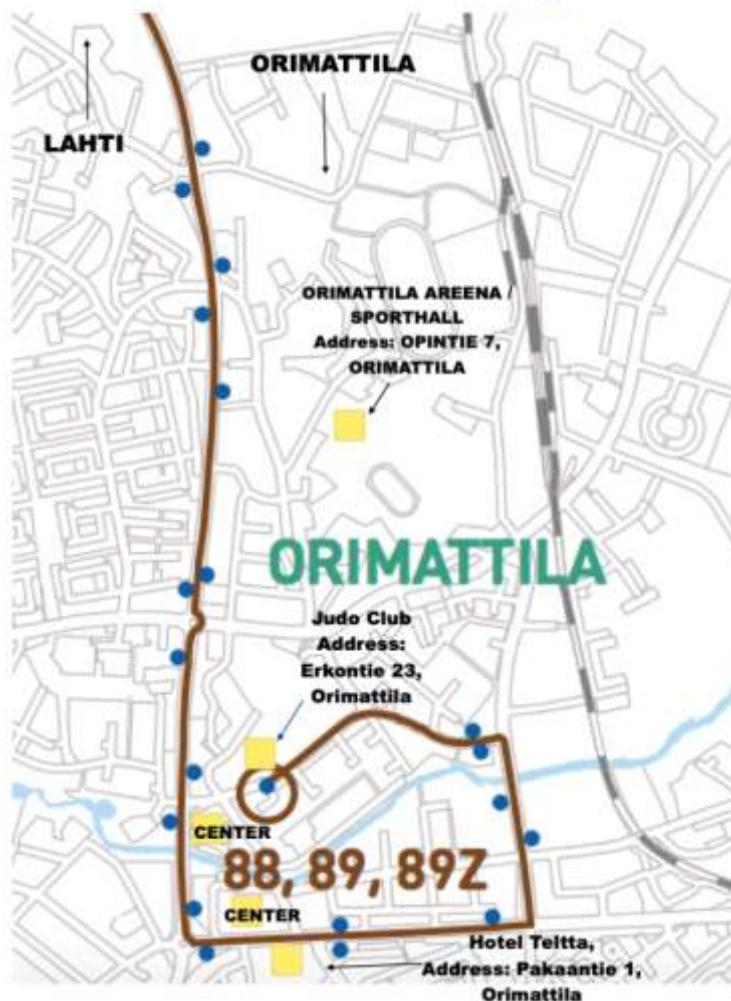 ORIMATTILA
LAHTI
ORIMATTILA AREENA /
SPORTHALL
Address: OPINTIE 7,
ORIMATTILA
ORIMATTILA
Judo Club
Address:
Erkontie 23,
Orimattila
CENTER
88, 89, 89Z
CENTER
Hotel Teltta,
Address: Pakaantie 1,
Orimattila